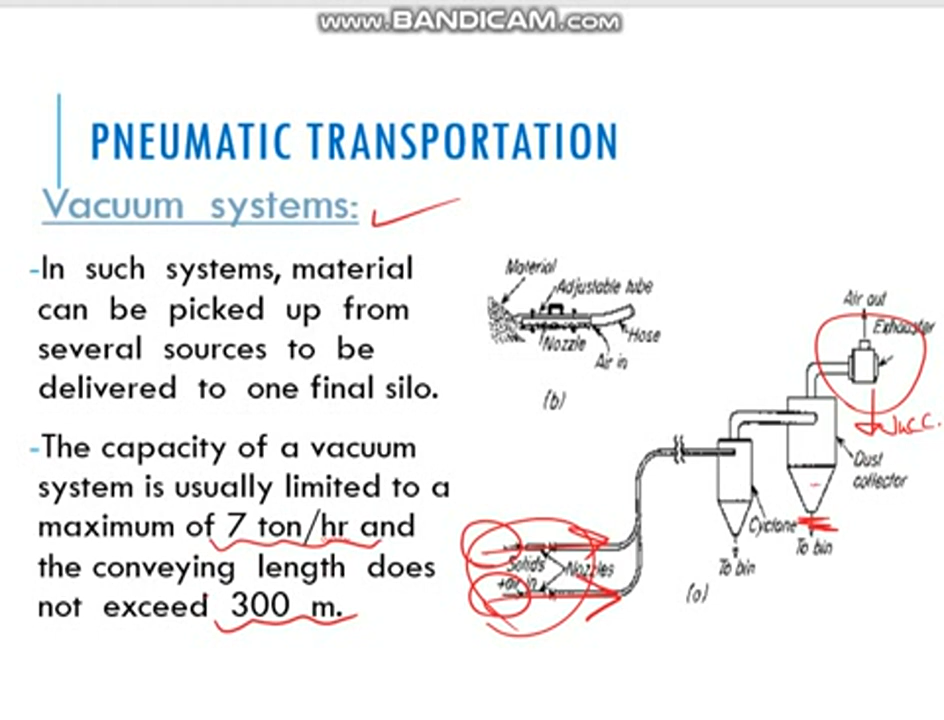 www.BANDICAM.com
PNEUMATIC TRANSPORTATION
Vacuum systems:
-In such systems, material
can be picked up from
several sources to be
delivered to one final silo.
-The capacity of a vacuum
system is usually limited to a
maximum of 7 ton/hr and
the conveying length does
not exceed 300 m.
Material
Adjustable tube
Nozzle
Hose
Air in
(b)
Air out
Exhauster
Dust
collector
Cyclone
To bin
To bin
Solids
+air in
Nozzles
(a)